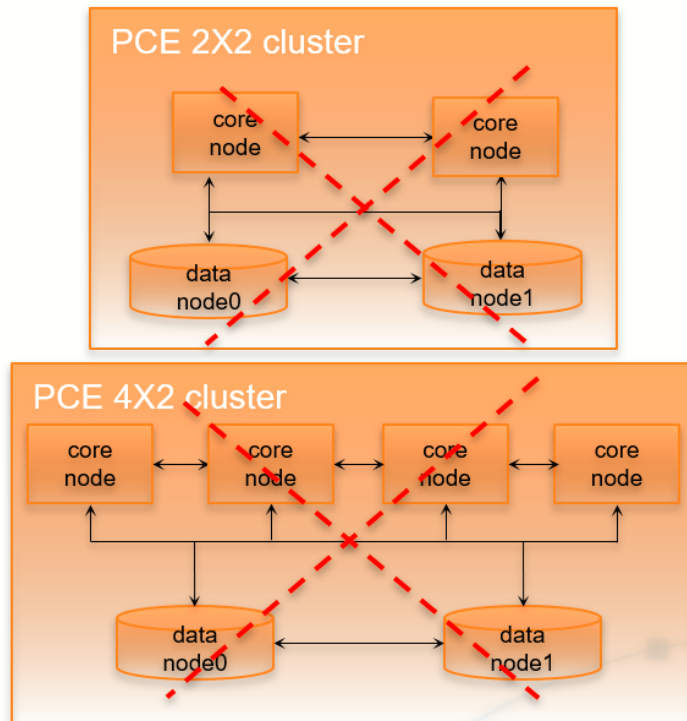 PCE 2X2 cluster
core
node
core
node
data
node0
data
node1
PCE 4X2 cluster
core
node
core
node
core
node
core
node
data
node0
data
node1